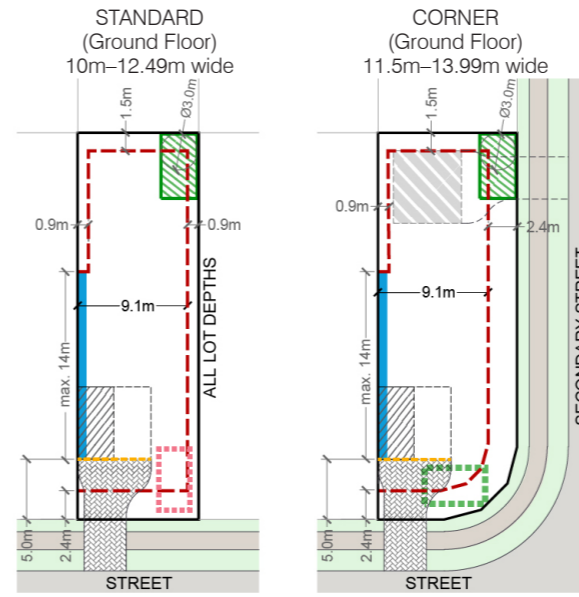 STANDARD
(Ground Floor)
10m–12.49m wide
1.5m
Ø3.0m
0.9m
0.9m
9.1m
max. 14m
ALL LOT DEPTHS
5.0m
2.4m
STREET
CORNER
(Ground Floor)
11.5m–13.99m wide
1.5m
Ø3.0m
0.9m
2.4m
9.1m
max. 14m
SECONDARY STREET
5.0m
2.4m
STREET